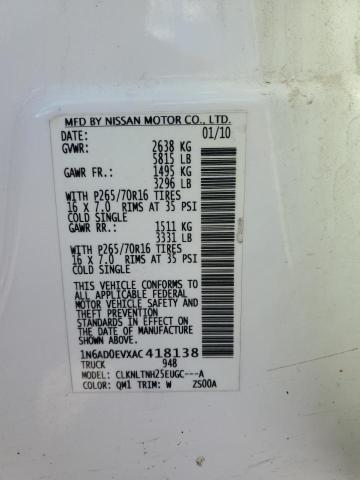 MFD BY NISSAN MOTOR CO., LTD.
DATE: 01/10
GVWR: 2638 KG
5815 LB
GAWR FR: 1495 KG
3296 LB
WITH P265/70R16 TIRES
16 X 7.0 RIMS AT 35 PSI
COLD SINGLE
GAWR RR: 1511 KG
3331 LB
WITH P265/70R16 TIRES
16 X 7.0 RIMS AT 35 PSI
COLD SINGLE
THIS VEHICLE CONFORMS
TO ALL APPLICABLE FEDERAL
MOTOR VEHICLE SAFETY
STANDARDS IN EFFECT ON
THE DATE OF MANUFACTURE
SHOWN ABOVE.
1N6AD0EVXAC418138
TRUCK 948
MODEL: CLKNLTNH25EUGC---A
COLOR: QM1 TRIM: W ZS00A